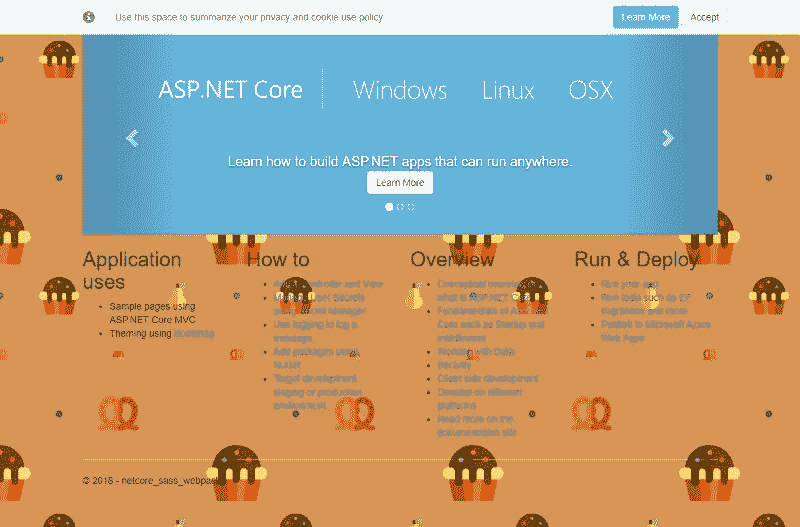 Use this space to summarize your privacy and cookie use policy.
Learn More
Accept
ASP.NET Core
Windows
Linux
OSX
Learn how to build ASP.NET apps that can run anywhere.
Learn More
Application
uses
Sample pages using
ASP.NET Core MVC
Theming using Bootstrap
How to
Add a Controller and View
Manage User Secrets
using Secret Manager
Use logging to log a
message
Add packages using
NuGet
Target development,
staging or production
environment
Overview
Conceptual overview of
what is ASP.NET Core
Fundamentals of ASP.NET
Core such as Startup and
middleware
Working with Data
Security
Client side development
Develop on different
platforms
Read more on the
documentation site
Run & Deploy
Run your app
Run tools such as EF
migrations and more
Publish to Microsoft Azure
Web Apps
© 2018 - netcore_sass_webpack